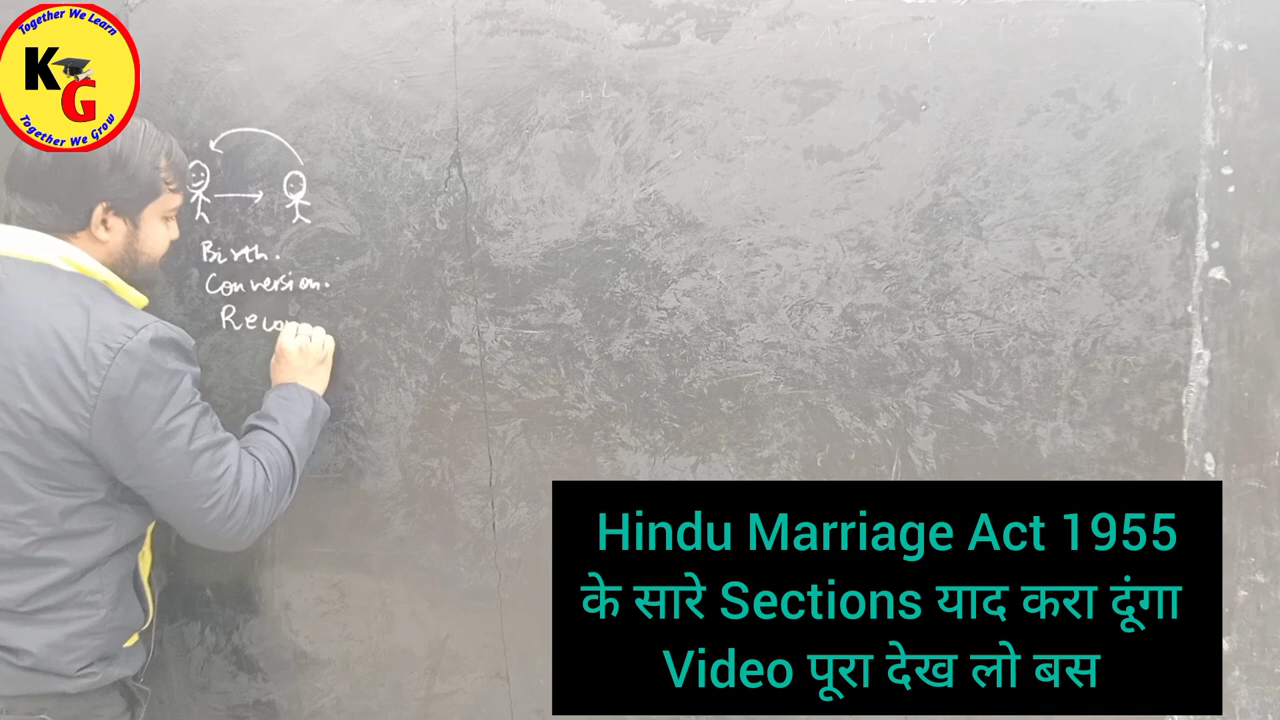 Together We Learn
KG
Together We Grow
Birth.
Conversion.
Hindu Marriage Act 1955
के सारे Sections याद करा दूंगा
Video पूरा देख लो बस